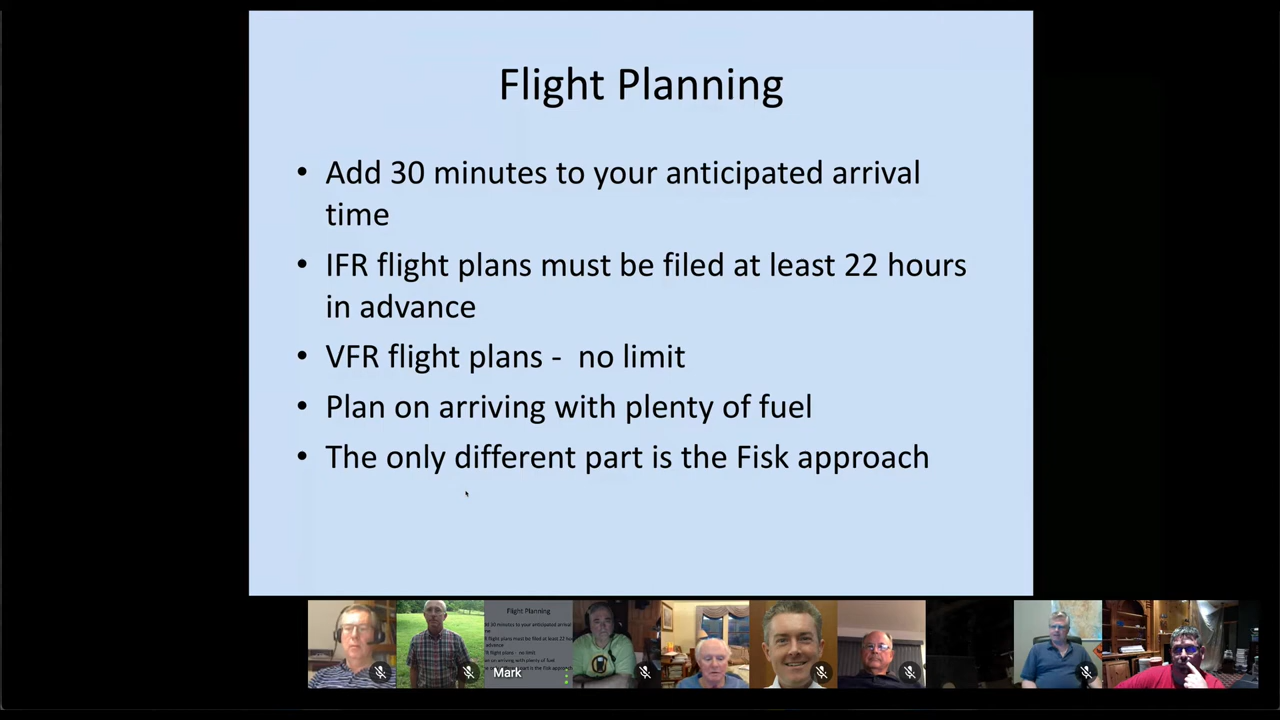 Flight Planning
• Add 30 minutes to your anticipated arrival
time
• IFR flight plans must be filed at least 22 hours
in advance
• VFR flight plans -  no limit
• Plan on arriving with plenty of fuel
• The only different part is the Fisk approach
Flight Planning
Mark